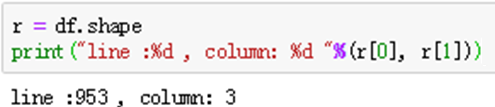 r = df.shape
print("line :%d , column: %d "%(r[0], r[1]))
line :953 , column: 3